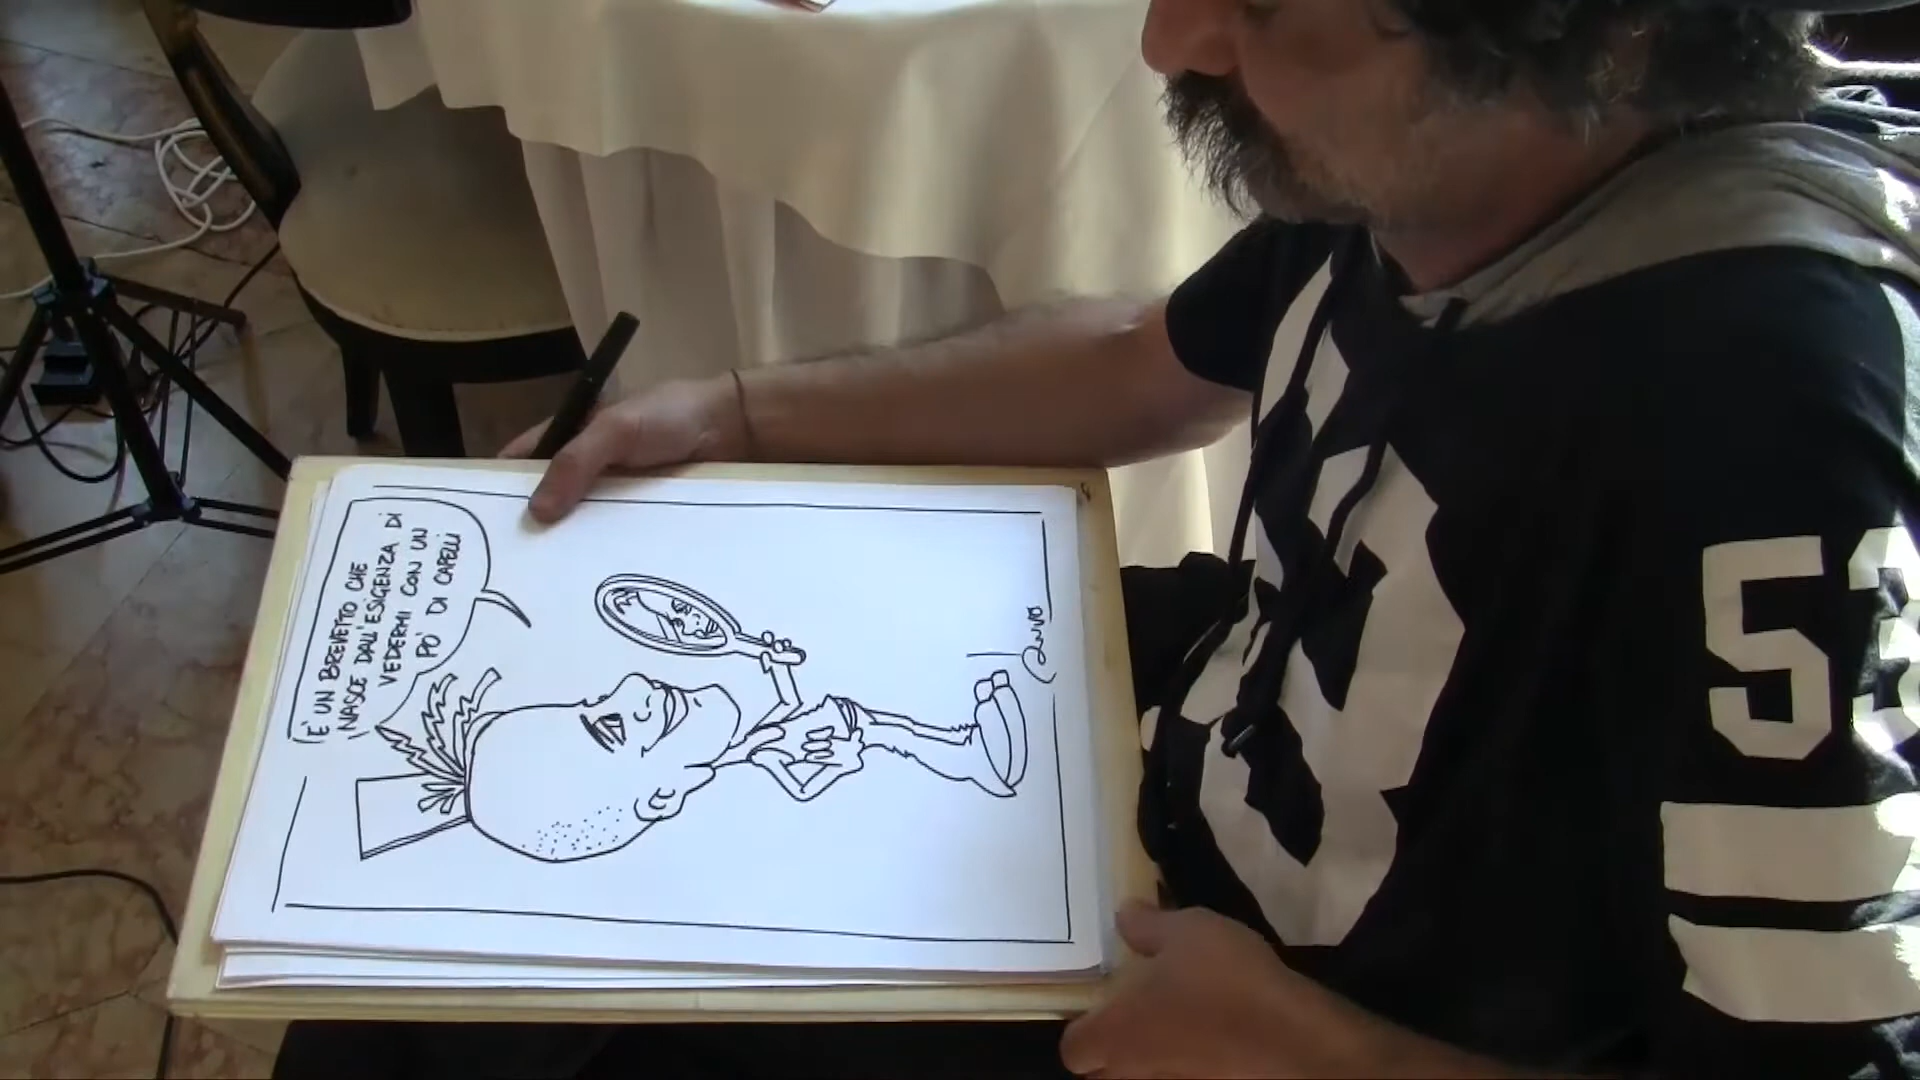 È UN BREVETTO CHE
NASCE DALL'ESIGENZA DI
VEDERMI CON UN
PO' DI CAPELLI
53